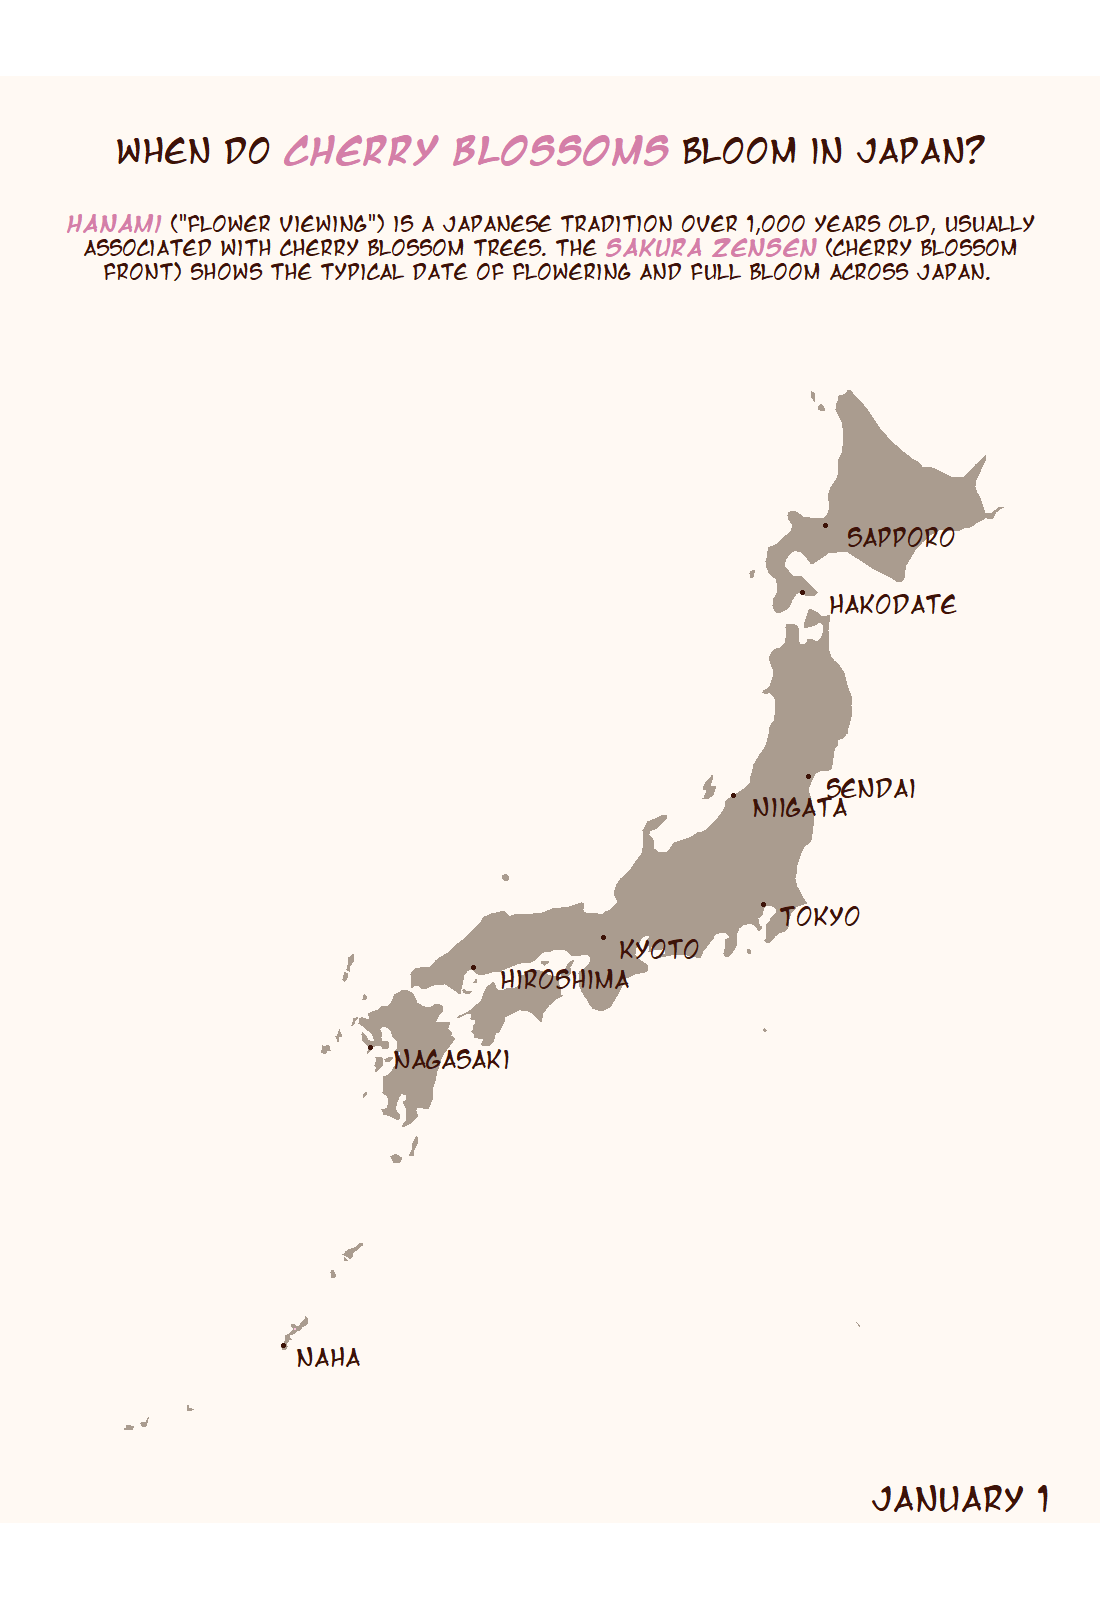 WHEN DO CHERRY BLOSSOMS BLOOM IN JAPAN?
HANAMI ("FLOWER VIEWING") IS A JAPANESE TRADITION OVER 1,000 YEARS OLD, USUALLY
ASSOCIATED WITH CHERRY BLOSSOM TREES. THE SAKURA ZENSEN (CHERRY BLOSSOM
FRONT) SHOWS THE TYPICAL DATE OF FLOWERING AND FULL BLOOM ACROSS JAPAN.
SAPPORO
HAKODATE
SENDAI
NIIGATA
TOKYO
KYOTO
HIROSHIMA
NAGASAKI
NAHA
JANUARY 1